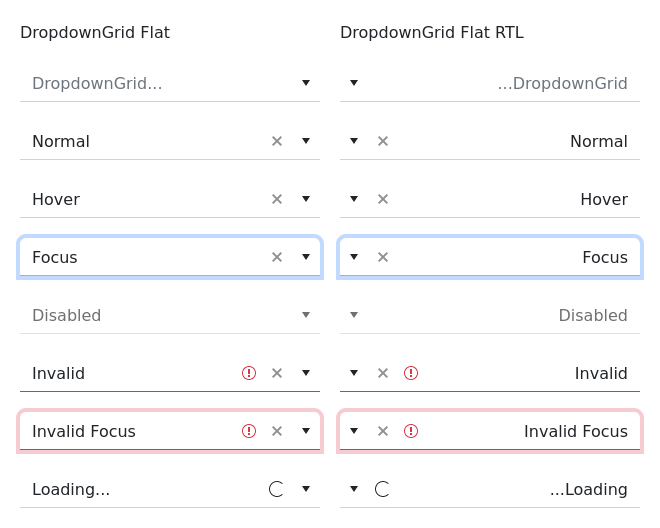 DropdownGrid Flat
DropdownGrid...
Normal
Hover
Focus
Disabled
Invalid
Invalid Focus
Loading...
DropdownGrid Flat RTL
...DropdownGrid
Normal
Hover
Focus
Disabled
Invalid
Invalid Focus
...Loading